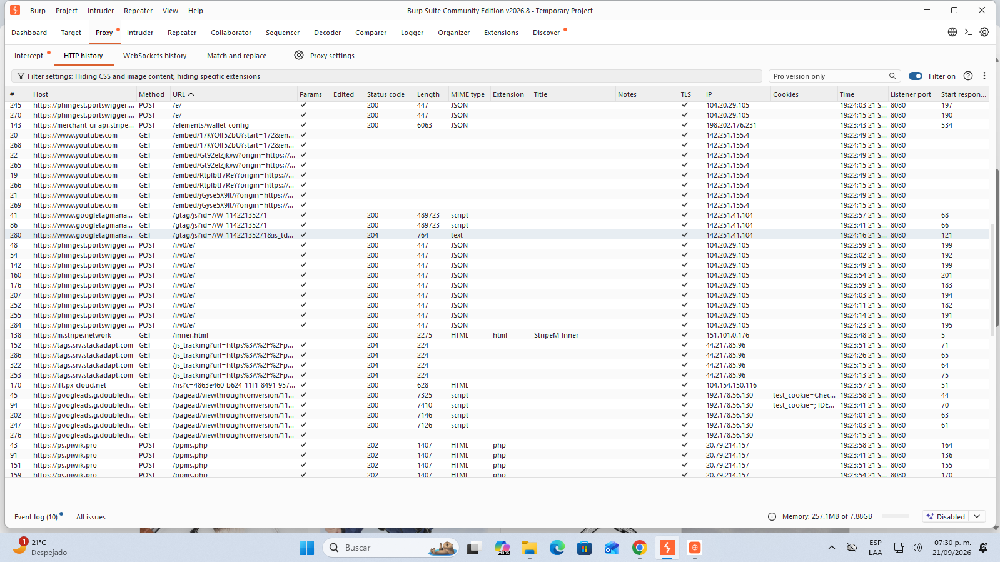 Burp Project Intruder Repeater View Help Burp Suite Community Edition v2026.8 - Temporary Project
Dashboard Target Proxy Intruder Repeater Collaborator Sequencer Decoder Comparer Logger Organizer Extensions Discover
Intercept HTTP history WebSockets history Match and replace Proxy settings
Filter settings: Hiding CSS and image content; hiding specific extensions Pro version only Filter on
# Host Method URL Params Edited Status code Length MIME type Extension Title Notes TLS IP Cookies Time Listener port Start respon...
245 https://phingest.portswigger.... POST /e/ ✓ 200 447 JSON ✓ 104.20.29.105 19:24:03 21 S... 8080 197
270 https://phingest.portswigger.... POST /e/ ✓ 200 447 JSON ✓ 104.20.29.105 19:24:15 21 S... 8080 190
143 https://merchant-ui-api.stripe... POST /elements/wallet-config ✓ 200 6063 JSON ✓ 198.202.176.231 19:23:43 21 S... 8080 534
20 https://www.youtube.com GET /embed/17KYOlf5ZbU?start=172&en... ✓ ✓ 142.251.155.4 19:22:49 21 S... 8080
268 https://www.youtube.com GET /embed/17KYOlf5ZbU?start=172&en... ✓ ✓ 142.251.155.4 19:24:15 21 S... 8080
22 https://www.youtube.com GET /embed/Gt92elZjkvw?origin=https://... ✓ ✓ 142.251.155.4 19:22:49 21 S... 8080
265 https://www.youtube.com GET /embed/Gt92elZjkvw?origin=https://... ✓ ✓ 142.251.155.4 19:24:15 21 S... 8080
19 https://www.youtube.com GET /embed/Rtplbtf7ReY?origin=https://... ✓ ✓ 142.251.155.4 19:22:49 21 S... 8080
266 https://www.youtube.com GET /embed/Rtplbtf7ReY?origin=https://... ✓ ✓ 142.251.155.4 19:24:15 21 S... 8080
21 https://www.youtube.com GET /embed/jGyse5X9ltA?origin=https://... ✓ ✓ 142.251.155.4 19:22:49 21 S... 8080
269 https://www.youtube.com GET /embed/jGyse5X9ltA?origin=https://... ✓ ✓ 142.251.155.4 19:24:15 21 S... 8080
41 https://www.googletagmana... GET /gtag/js?id=AW-11422135271 ✓ 200 489723 script ✓ 142.251.41.104 19:22:57 21 S... 8080 68
86 https://www.googletagmana... GET /gtag/js?id=AW-11422135271 ✓ 200 489723 script ✓ 142.251.41.104 19:23:41 21 S... 8080 66
280 https://www.googletagmana... GET /gtag/js?id=AW-11422135271&is_td... ✓ 204 764 text ✓ 142.251.41.104 19:24:16 21 S... 8080 121
48 https://phingest.portswigger.... POST /i/v0/e/ ✓ 200 447 JSON ✓ 104.20.29.105 19:22:59 21 S... 8080 199
54 https://phingest.portswigger.... POST /i/v0/e/ ✓ 200 447 JSON ✓ 104.20.29.105 19:23:02 21 S... 8080 192
142 https://phingest.portswigger.... POST /i/v0/e/ ✓ 200 447 JSON ✓ 104.20.29.105 19:23:49 21 S... 8080 199
160 https://phingest.portswigger.... POST /i/v0/e/ ✓ 200 447 JSON ✓ 104.20.29.105 19:23:54 21 S... 8080 201
176 https://phingest.portswigger.... POST /i/v0/e/ ✓ 200 447 JSON ✓ 104.20.29.105 19:23:59 21 S... 8080 183
207 https://phingest.portswigger.... POST /i/v0/e/ ✓ 200 447 JSON ✓ 104.20.29.105 19:24:03 21 S... 8080 194
252 https://phingest.portswigger.... POST /i/v0/e/ ✓ 200 447 JSON ✓ 104.20.29.105 19:24:11 21 S... 8080 182
255 https://phingest.portswigger.... POST /i/v0/e/ ✓ 200 447 JSON ✓ 104.20.29.105 19:24:14 21 S... 8080 191
284 https://phingest.portswigger.... POST /i/v0/e/ ✓ 200 447 JSON ✓ 104.20.29.105 19:24:23 21 S... 8080 195
138 https://m.stripe.network GET /inner.html 200 2275 HTML html StripeM-Inner ✓ 151.101.0.176 19:23:48 21 S... 8080 5
152 https://tags.srv.stackadapt.com GET /js_tracking?url=https%3A%2F%2Fp... ✓ 204 224 ✓ 44.217.85.96 19:23:51 21 S... 8080 71
286 https://tags.srv.stackadapt.com GET /js_tracking?url=https%3A%2F%2Fp... ✓ 204 224 ✓ 44.217.85.96 19:24:26 21 S... 8080 65
322 https://tags.srv.stackadapt.com GET /js_tracking?url=https%3A%2F%2Fp... ✓ 204 224 ✓ 44.217.85.96 19:25:15 21 S... 8080 64
253 https://tags.srv.stackadapt.com GET /js_tracking?url=https%3A%2F%2Fp... ✓ 204 224 ✓ 44.217.85.96 19:24:13 21 S... 8080 75
170 https://ift.px-cloud.net GET /ns?c=4863e460-b624-11f1-8491-957... ✓ 200 628 HTML ✓ 104.154.150.116 19:23:57 21 S... 8080 51
45 https://googleads.g.doublecli... GET /pagead/viewthroughconversion/11... ✓ 200 7325 script ✓ 192.178.56.130 test_cookie=Chec... 19:22:58 21 S... 8080 44
94 https://googleads.g.doublecli... GET /pagead/viewthroughconversion/11... ✓ 200 7410 script ✓ 192.178.56.130 test_cookie=; IDE... 19:23:41 21 S... 8080 70
202 https://googleads.g.doublecli... GET /pagead/viewthroughconversion/11... ✓ 200 7146 script ✓ 192.178.56.130 19:24:01 21 S... 8080 63
247 https://googleads.g.doublecli... GET /pagead/viewthroughconversion/11... ✓ 200 7126 script ✓ 192.178.56.130 19:24:03 21 S... 8080 61
276 https://googleads.g.doublecli... GET /pagead/viewthroughconversion/11... ✓ ✓ 192.178.56.130 19:24:15 21 S... 8080
43 https://ps.piwik.pro POST /ppms.php ✓ 202 1407 HTML php ✓ 20.79.214.157 19:22:58 21 S... 8080 164
91 https://ps.piwik.pro POST /ppms.php ✓ 202 1407 HTML php ✓ 20.79.214.157 19:23:41 21 S... 8080 136
151 https://ps.piwik.pro POST /ppms.php ✓ 202 1407 HTML php ✓ 20.79.214.157 19:23:51 21 S... 8080 155
159 https://ps.piwik.pro POST /ppms.php ✓ 202 1407 HTML php ✓ 20.79.214.157 19:23:54 21 S... 8080 170
Event log (10) All issues Memory: 257.1MB of 7.88GB Disabled
1 21°C Despejado
Buscar
M365
ESP LAA
07:30 p. m.
21/09/2026